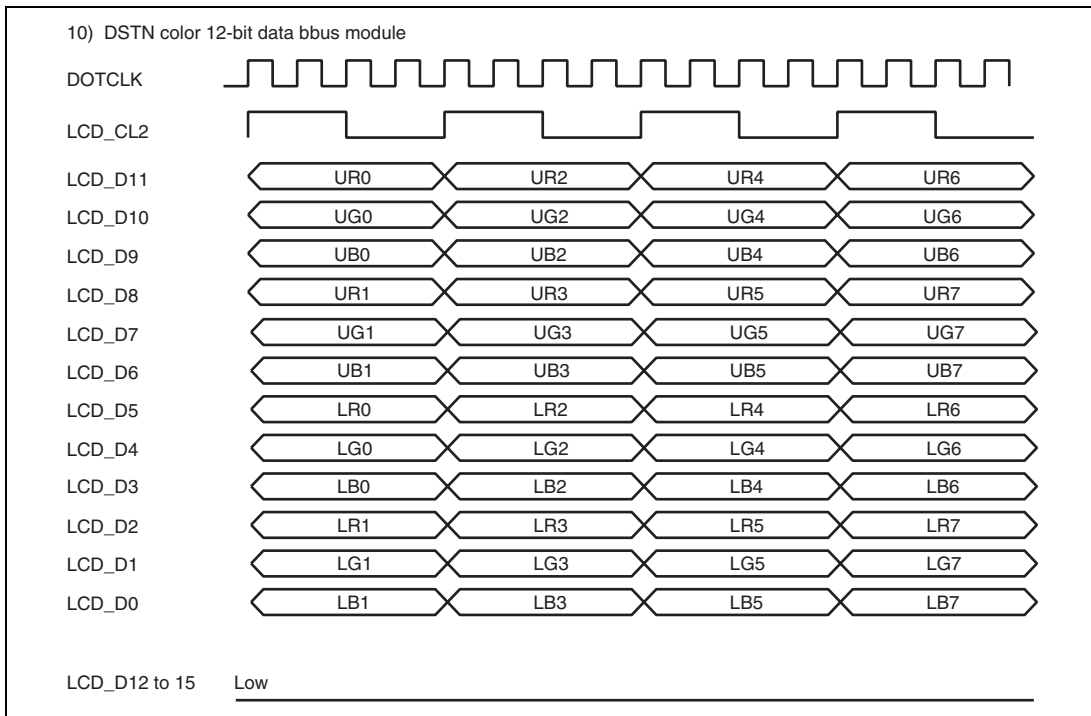 10) DSTN color 12-bit data bbus module
DOTCLK
LCD_CL2
LCD_D11 UR0 UR2 UR4 UR6
LCD_D10 UG0 UG2 UG4 UG6
LCD_D9 UB0 UB2 UB4 UB6
LCD_D8 UR1 UR3 UR5 UR7
LCD_D7 UG1 UG3 UG5 UG7
LCD_D6 UB1 UB3 UB5 UB7
LCD_D5 LR0 LR2 LR4 LR6
LCD_D4 LG0 LG2 LG4 LG6
LCD_D3 LB0 LB2 LB4 LB6
LCD_D2 LR1 LR3 LR5 LR7
LCD_D1 LG1 LG3 LG5 LG7
LCD_D0 LB1 LB3 LB5 LB7
LCD_D12 to 15 Low